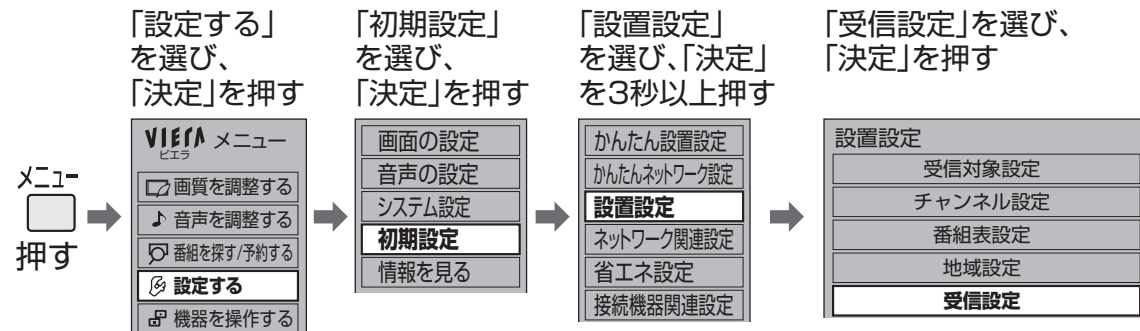 「設定する」
を選び、
「決定」を押す
「初期設定」
を選び、
「決定」を押す
「設置設定」
を選び、「決定」
を3秒以上押す
「受信設定」を選び、
「決定」を押す
メニュー
押す
VIERA メニュー
ビエラ
画質を調整する
音声を調整する
番組を探す/予約する
設定する
機器を操作する
画面の設定
音声の設定
システム設定
初期設定
情報を見る
かんたん設置設定
かんたんネットワーク設定
設置設定
ネットワーク関連設定
省エネ設定
接続機器関連設定
設置設定
受信対象設定
チャンネル設定
番組表設定
地域設定
受信設定